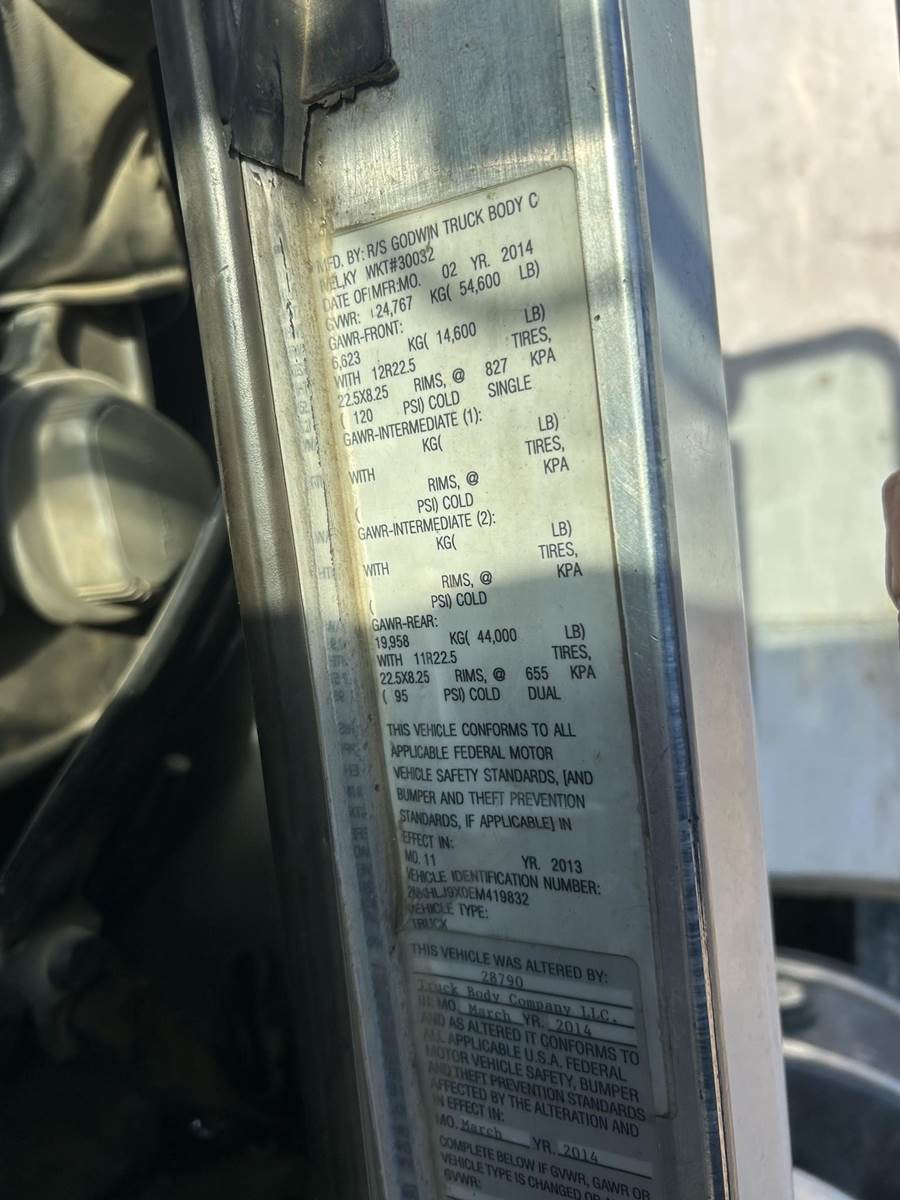 MFD. BY: R/S GODWIN TRUCK BODY C
WKT#30032
DATE OF MFR:MO. 02 YR. 2014
GVWR: 24,767 KG( 54,600 LB)
GAWR-FRONT:
6,623 KG( 14,600 LB)
WITH 12R22.5 TIRES,
22.5X8.25 RIMS, @ 827 KPA
( 120 PSI) COLD SINGLE
GAWR-INTERMEDIATE (1):
KG( LB)
WITH TIRES,
RIMS, @ KPA
( PSI) COLD
GAWR-INTERMEDIATE (2):
KG( LB)
WITH TIRES,
RIMS, @ KPA
( PSI) COLD
GAWR-REAR:
19,958 KG( 44,000 LB)
WITH 11R22.5 TIRES,
22.5X8.25 RIMS, @ 655 KPA
( 95 PSI) COLD DUAL
THIS VEHICLE CONFORMS TO ALL
APPLICABLE FEDERAL MOTOR
VEHICLE SAFETY STANDARDS, [AND
BUMPER AND THEFT PREVENTION
STANDARDS, IF APPLICABLE] IN
EFFECT IN:
MO. 11 YR. 2013
VEHICLE IDENTIFICATION NUMBER:
VEHICLE TYPE:
TRUCK
THIS VEHICLE WAS ALTERED BY:
28790
Truck Body Company LLC.
MO. March YR. 2014
AND AS ALTERED IT CONFORMS TO
ALL APPLICABLE U.S.A. FEDERAL
MOTOR VEHICLE SAFETY, BUMPER
AND THEFT PREVENTION STANDARDS
AFFECTED BY THE ALTERATION AND
IN EFFECT IN:
MO. March YR. 2014
COMPLETE BELOW IF GVWR, GAWR OR
VEHICLE TYPE IS CHANGED OR
GVWR: